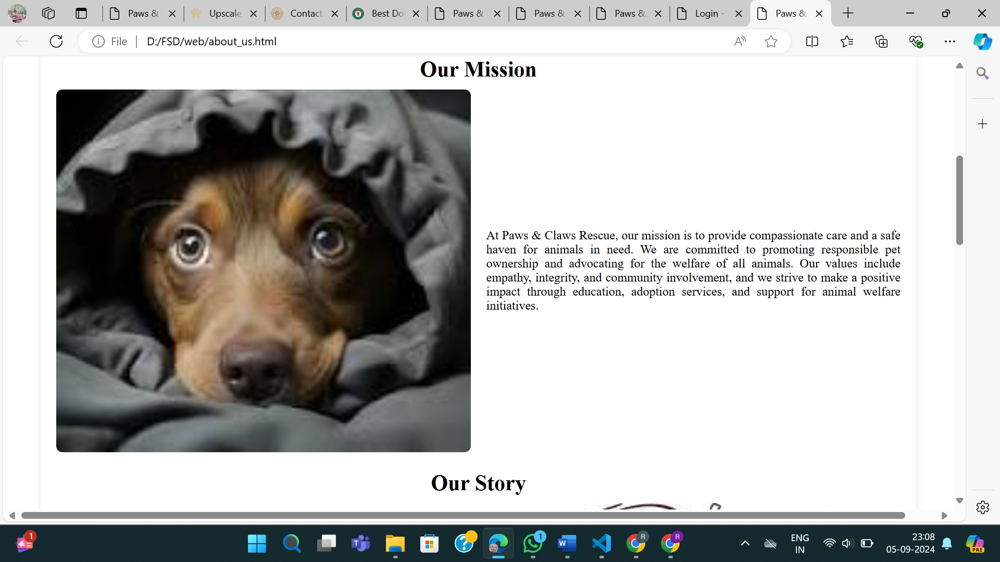 Paws &
Upscale
Contact
Best Do
Paws &
Paws &
Paws &
Login -
Paws &
File
D:/FSD/web/about_us.html
Our Mission
At Paws & Claws Rescue, our mission is to provide compassionate care and a safe
haven for animals in need. We are committed to promoting responsible pet
ownership and advocating for the welfare of all animals. Our values include
empathy, integrity, and community involvement, and we strive to make a positive
impact through education, adoption services, and support for animal welfare
initiatives.
Our Story
1
1
R
R
ENG
IN
23:08
05-09-2024
PRE